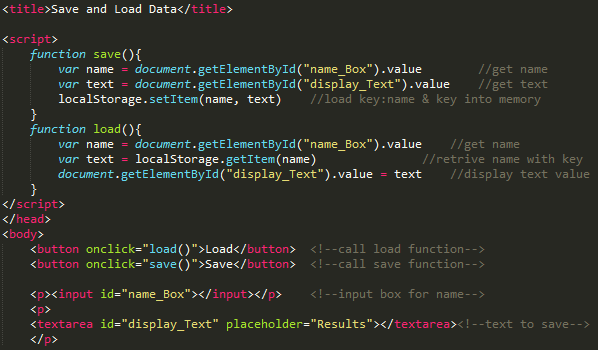 <title>Save and Load Data</title>
<script>
function save(){
var name = document.getElementById("name_Box").value //get name
var text = document.getElementById("display_Text").value //get text
localStorage.setItem(name, text) //load key:name & key into memory
}
function load(){
var name = document.getElementById("name_Box").value //get name
var text = localStorage.getItem(name) //retrive name with key
document.getElementById("display_Text").value = text //display text value
}
</script>
</head>
<body>
<button onclick="load()">Load</button> <!--call load function-->
<button onclick="save()">Save</button> <!--call save function-->
<p><input id="name_Box"></input></p> <!--input box for name-->
<p>
<textarea id="display_Text" placeholder="Results"></textarea><!--text to save-->
</p>